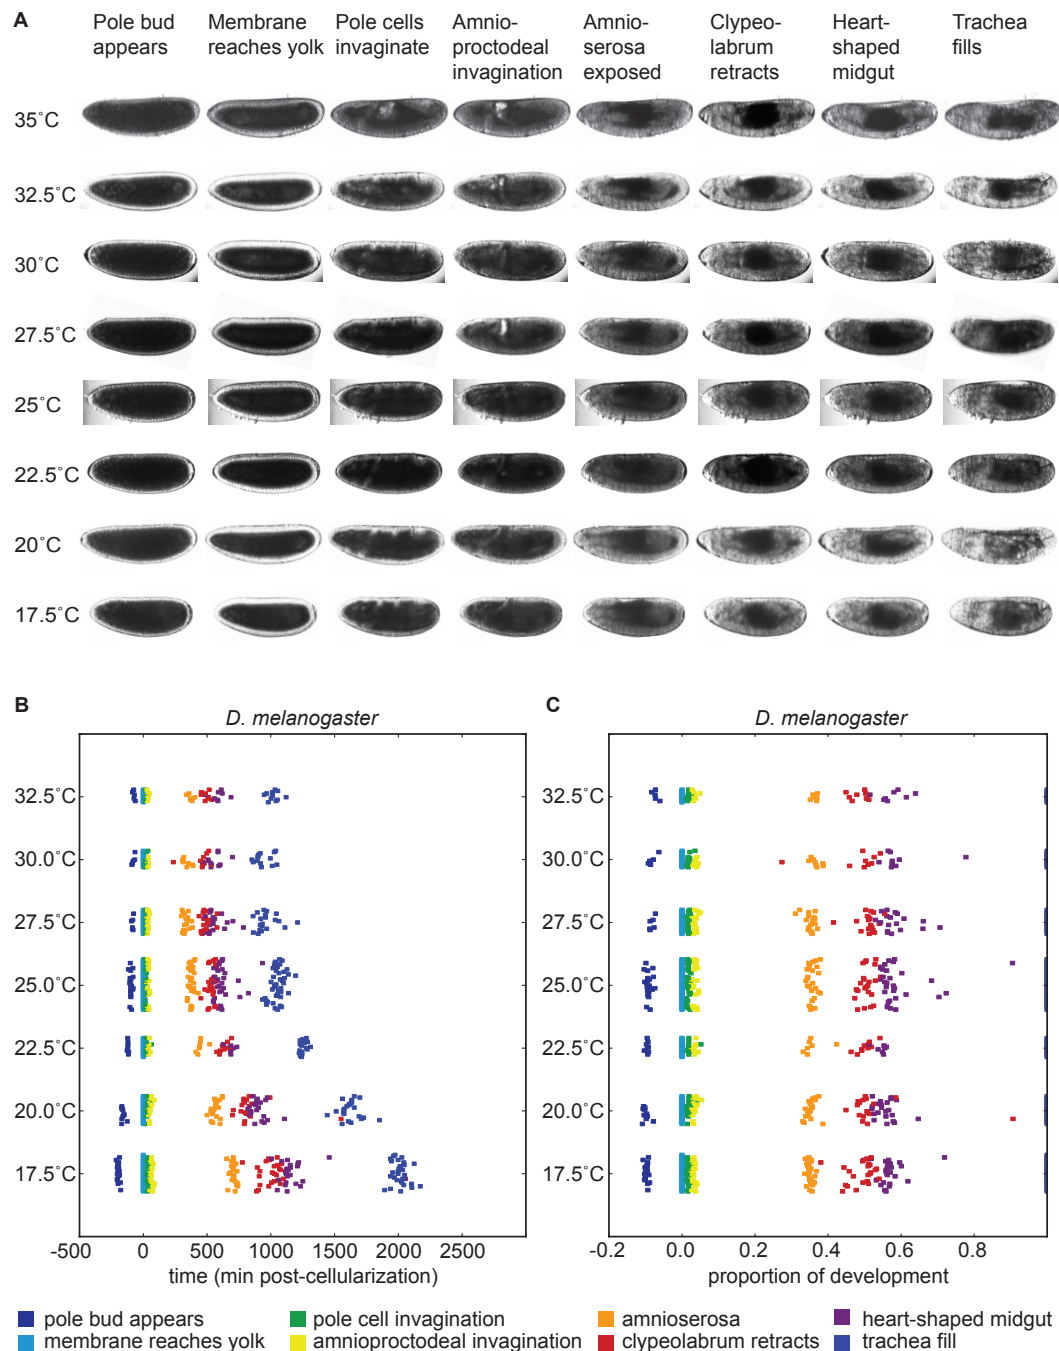 A
Pole bud
appears
Membrane
reaches yolk
Pole cells
invaginate
Amnio-
proctodeal
invagination
Amnio-
serosa
exposed
Clypeo-
labrum
retracts
Heart-
shaped
midgut
Trachea
fills
35˚C
32.5˚C
30˚C
27.5˚C
25˚C
22.5˚C
20˚C
17.5˚C
B
D. melanogaster
32.5˚C
30.0˚C
27.5˚C
25.0˚C
22.5˚C
20.0˚C
17.5˚C
-500 0 500 1000 1500 2000 2500
time (min post-cellularization)
C
D. melanogaster
32.5˚C
30.0˚C
27.5˚C
25.0˚C
22.5˚C
20.0˚C
17.5˚C
-0.2 0.0 0.2 0.4 0.6 0.8
proportion of development
pole bud appears
membrane reaches yolk
pole cell invagination
amnioproctodeal invagination
amnioserosa
clypeolabrum retracts
heart-shaped midgut
trachea fill